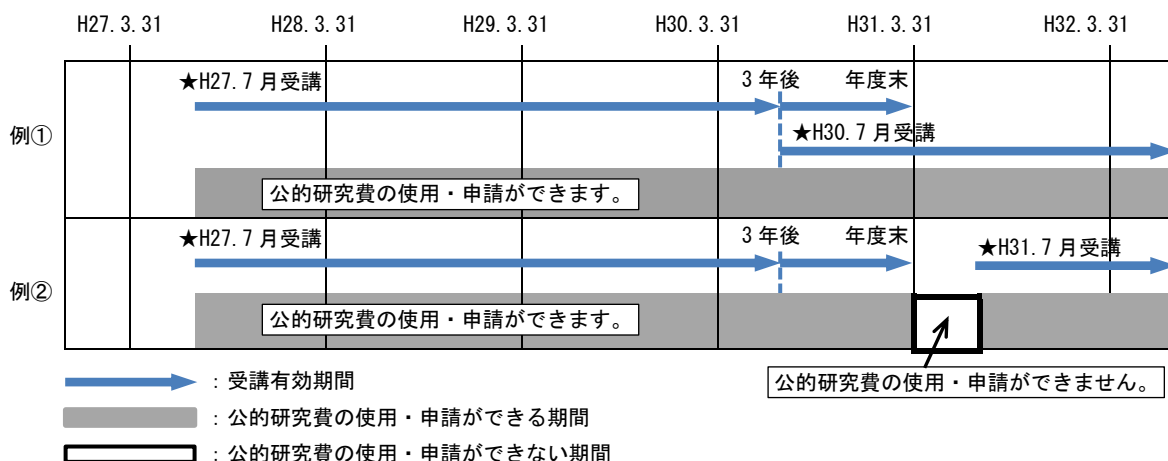 H27.3.31 H28.3.31 H29.3.31 H30.3.31 H31.3.31 H32.3.31
例①
★H27.7月受講 3年後 年度末
★H30.7月受講
公的研究費の使用・申請ができます。
例②
★H27.7月受講 3年後 年度末 ★H31.7月受講
公的研究費の使用・申請ができます。
公的研究費の使用・申請ができません。
：受講有効期間
：公的研究費の使用・申請ができる期間
：公的研究費の使用・申請ができない期間